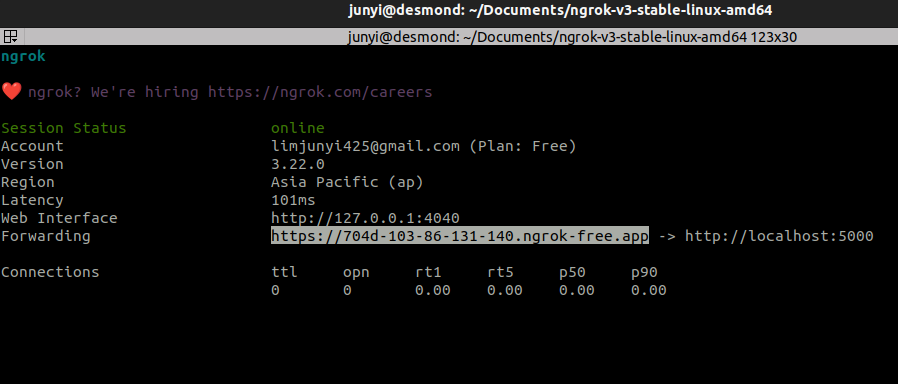 junyi@desmond: ~/Documents/ngrok-v3-stable-linux-amd64
junyi@desmond: ~/Documents/ngrok-v3-stable-linux-amd64 123x30
ngrok
❤️ ngrok? We're hiring https://ngrok.com/careers
Session Status online
Account limjunyi425@gmail.com (Plan: Free)
Version 3.22.0
Region Asia Pacific (ap)
Latency 101ms
Web Interface http://127.0.0.1:4040
Forwarding https://704d-103-86-131-140.ngrok-free.app -> http://localhost:5000
Connections ttl opn rt1 rt5 p50 p90
0 0 0.00 0.00 0.00 0.00